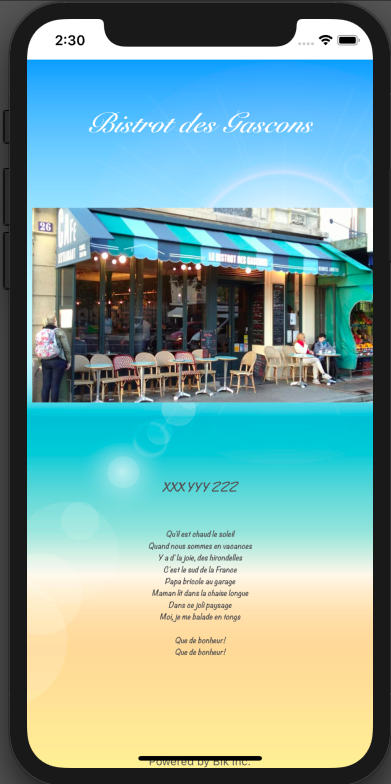 2:30
Bistrot des Gascons
26
CAFÉ
LA BISTROT DES GASCONS
XXX YYY ZZZ
Qu'il est chaud le soleil
Quand nous sommes en vacances
Y a d' la joie, des hirondelles
C'est le sud de la France
Papa bricole au garage
Maman lit dans la chaise longue
Dans ce joli paysage
Moi, je me balade en tongs
Que de bonheur!
Que de bonheur!
Powered by Bik Inc.